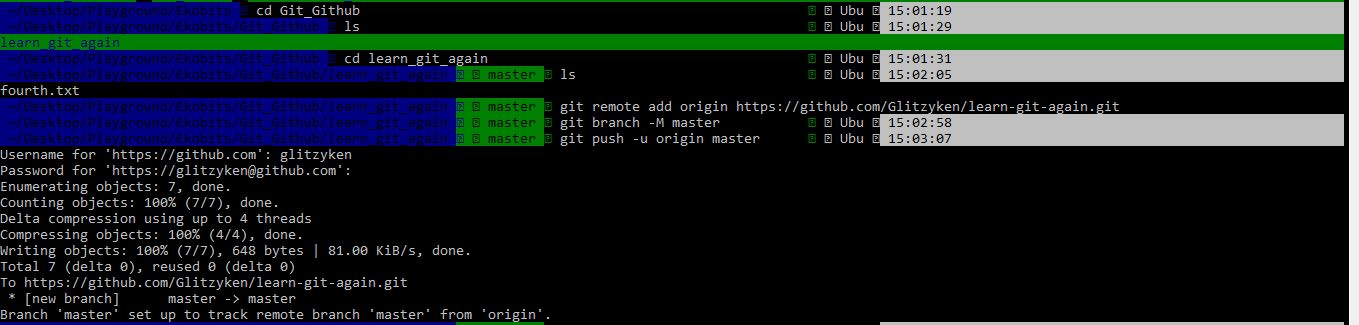 ~/Desktop/Playground/Ekobits cd Git_Github Ubu 15:01:19
~/Desktop/Playground/Ekobits/Git_Github ls Ubu 15:01:29
learn_git_again
~/Desktop/Playground/Ekobits/Git_Github cd learn_git_again Ubu 15:01:31
~/Desktop/Playground/Ekobits/Git_Github/learn_git_again master ls Ubu 15:02:05
fourth.txt
~/Desktop/Playground/Ekobits/Git_Github/learn_git_again master git remote add origin https://github.com/Glitzyken/learn-git-again.git
~/Desktop/Playground/Ekobits/Git_Github/learn_git_again master git branch -M master Ubu 15:02:58
~/Desktop/Playground/Ekobits/Git_Github/learn_git_again master git push -u origin master Ubu 15:03:07
Username for 'https://github.com': glitzyken
Password for 'https://glitzyken@github.com':
Enumerating objects: 7, done.
Counting objects: 100% (7/7), done.
Delta compression using up to 4 threads
Compressing objects: 100% (4/4), done.
Writing objects: 100% (7/7), 648 bytes | 81.00 KiB/s, done.
Total 7 (delta 0), reused 0 (delta 0)
To https://github.com/Glitzyken/learn-git-again.git
 * [new branch]      master -> master
Branch 'master' set up to track remote branch 'master' from 'origin'.